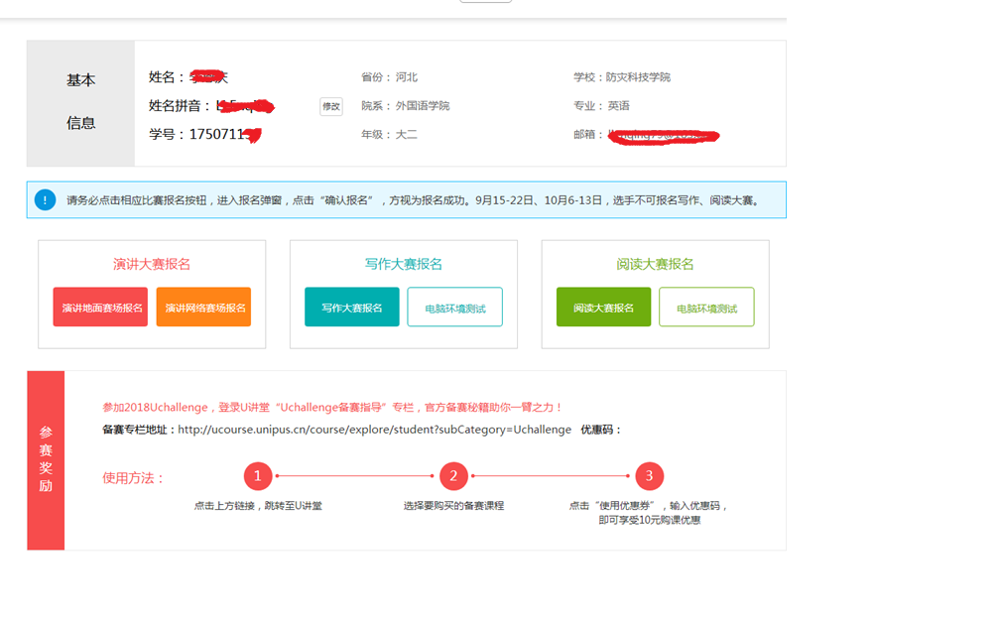 基本
信息
姓名：
姓名拼音：
学号：1750711
修改
省份：河北
院系：外国语学院
年级：大二
学校：防灾科技学院
专业：英语
邮箱：
! 请务必点击相应比赛报名按钮，进入报名弹窗，点击“确认报名”，方视为报名成功。9月15-22日、10月6-13日，选手不可报名写作、阅读大赛。
演讲大赛报名
演讲地面赛场报名 演讲网络赛场报名
写作大赛报名
写作大赛报名 电脑环境测试
阅读大赛报名
阅读大赛报名 电脑环境测试
参赛奖励
参加2018Uchallenge，登录U讲堂“Uchallenge备赛指导”专栏，官方备赛秘籍助你一臂之力！
备赛专栏地址：http://ucourse.unipus.cn/course/explore/student?subCategory=Uchallenge 优惠码：
使用方法：
1
点击上方链接，跳转至U讲堂
2
选择要购买的备赛课程
3
点击“使用优惠券”，输入优惠码，
即可享受10元购课优惠